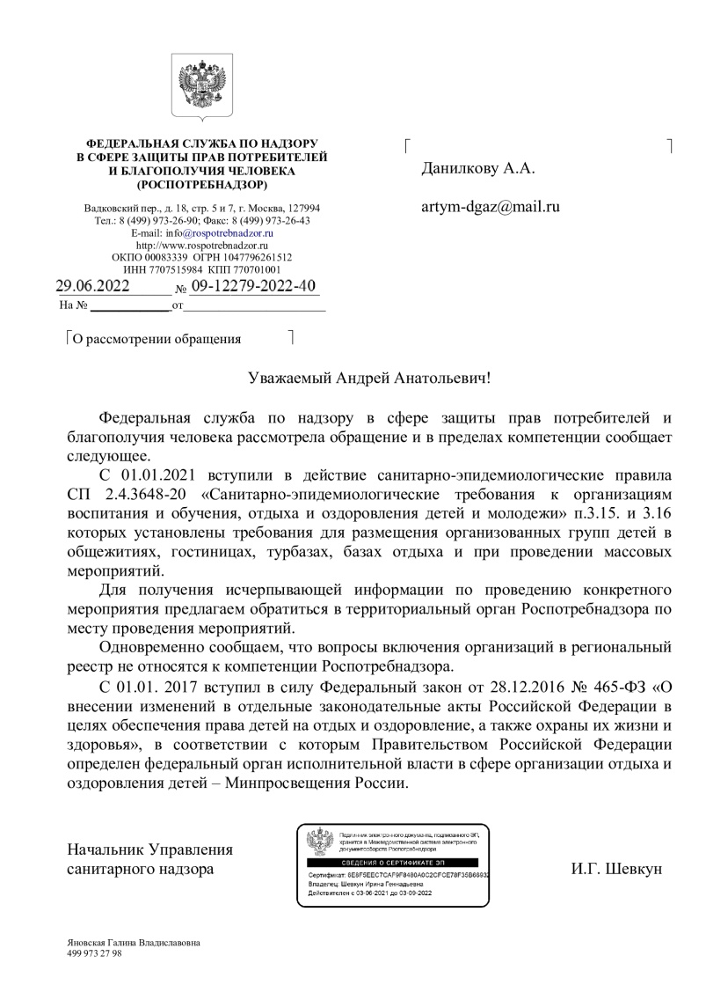 ФЕДЕРАЛЬНАЯ СЛУЖБА ПО НАДЗОРУ
В СФЕРЕ ЗАЩИТЫ ПРАВ ПОТРЕБИТЕЛЕЙ
И БЛАГОПОЛУЧИЯ ЧЕЛОВЕКА
(РОСПОТРЕБНАДЗОР)
Вадковский пер., д. 18, стр. 5 и 7, г. Москва, 127994
Тел.: 8 (499) 973-26-90; Факс: 8 (499) 973-26-43
E-mail: info@rospotrebnadzor.ru
http://www.rospotrebnadzor.ru
ОКПО 00083339 ОГРН 1047796261512
ИНН 7707515984 КПП 770701001
29.06.2022 № 09-12279-2022-40
На № от
Данилкову А.А.
artym-dgaz@mail.ru
О рассмотрении обращения
Уважаемый Андрей Анатольевич!
Федеральная служба по надзору в сфере защиты прав потребителей и
благополучия человека рассмотрела обращение и в пределах компетенции сообщает
следующее.
С 01.01.2021 вступили в действие санитарно-эпидемиологические правила
СП 2.4.3648-20 «Санитарно-эпидемиологические требования к организациям
воспитания и обучения, отдыха и оздоровления детей и молодежи» п.3.15. и 3.16
которых установлены требования для размещения организованных групп детей в
общежитиях, гостиницах, турбазах, базах отдыха и при проведении массовых
мероприятий.
Для получения исчерпывающей информации по проведению конкретного
мероприятия предлагаем обратиться в территориальный орган Роспотребнадзора по
месту проведения мероприятий.
Одновременно сообщаем, что вопросы включения организаций в региональный
реестр не относятся к компетенции Роспотребнадзора.
С 01.01. 2017 вступил в силу Федеральный закон от 28.12.2016 № 465-ФЗ «О
внесении изменений в отдельные законодательные акты Российской Федерации в
целях обеспечения права детей на отдых и оздоровление, а также охраны их жизни и
здоровья», в соответствии с которым Правительством Российской Федерации
определен федеральный орган исполнительной власти в сфере организации отдыха и
оздоровления детей – Минпросвещения России.
Начальник Управления
санитарного надзора
Подлинник электронного документа, подписанного ЭП,
хранится в Межведомственной системе электронного
документооборота Роспотребнадзора
СВЕДЕНИЯ О СЕРТИФИКАТЕ ЭП
Сертификат: 6E8F5EEC7CAF9F8480A0C2CFCE78F35B66932
Владелец: Шевкун Ирина Геннадьевна
Действителен с 03-06-2021 до 03-09-2022
И.Г. Шевкун
Яновская Галина Владиславовна
499 973 27 98